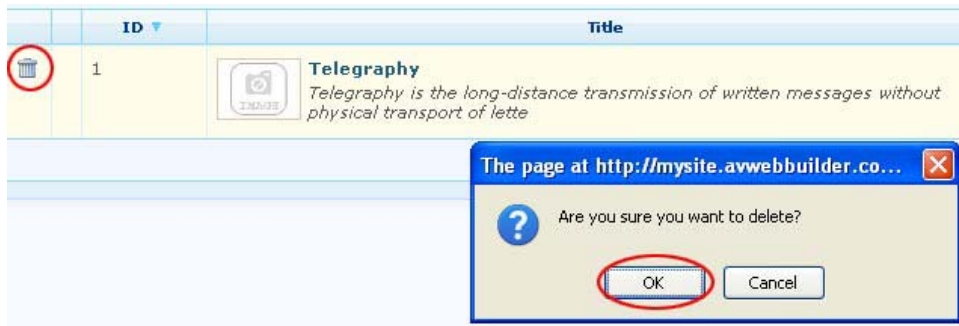 ID Title
1
Telegraphy
Telegraphy is the long-distance transmission of written messages without
physical transport of lette
The page at http://mysite.avwebbuilder.co...
Are you sure you want to delete?
OK Cancel